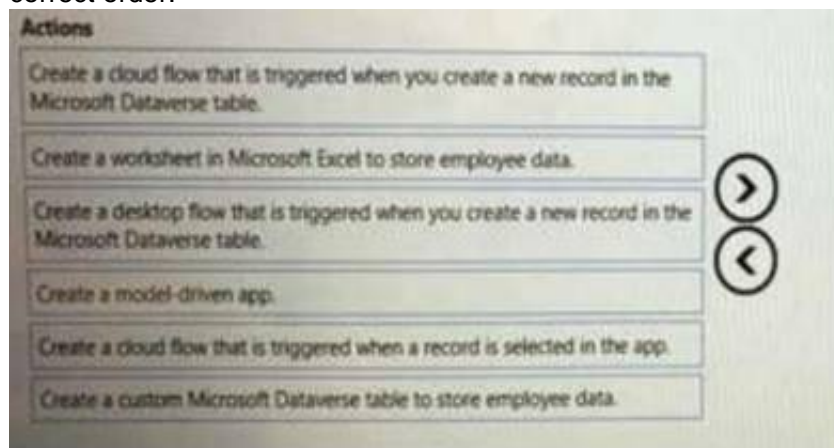 correct order.
Actions
Create a cloud flow that is triggered when you create a new record in the
Microsoft Dataverse table.
Create a worksheet in Microsoft Excel to store employee data.
Create a desktop flow that is triggered when you create a new record in the
Microsoft Dataverse table.
Create a model-driven app.
Create a cloud flow that is triggered when a record is selected in the app.
Create a custom Microsoft Dataverse table to store employee data.